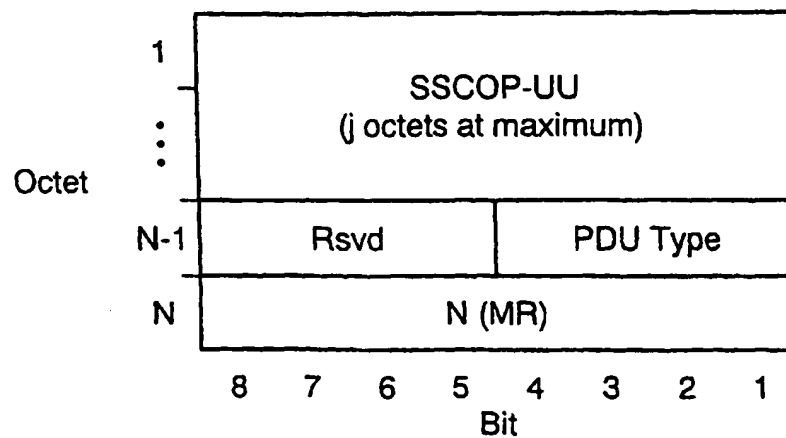 1
SSCOP-UU
(j octets at maximum)
Octet
N-1 Rsvd PDU Type
N N (MR)
8 7 6 5 4 3 2 1
Bit